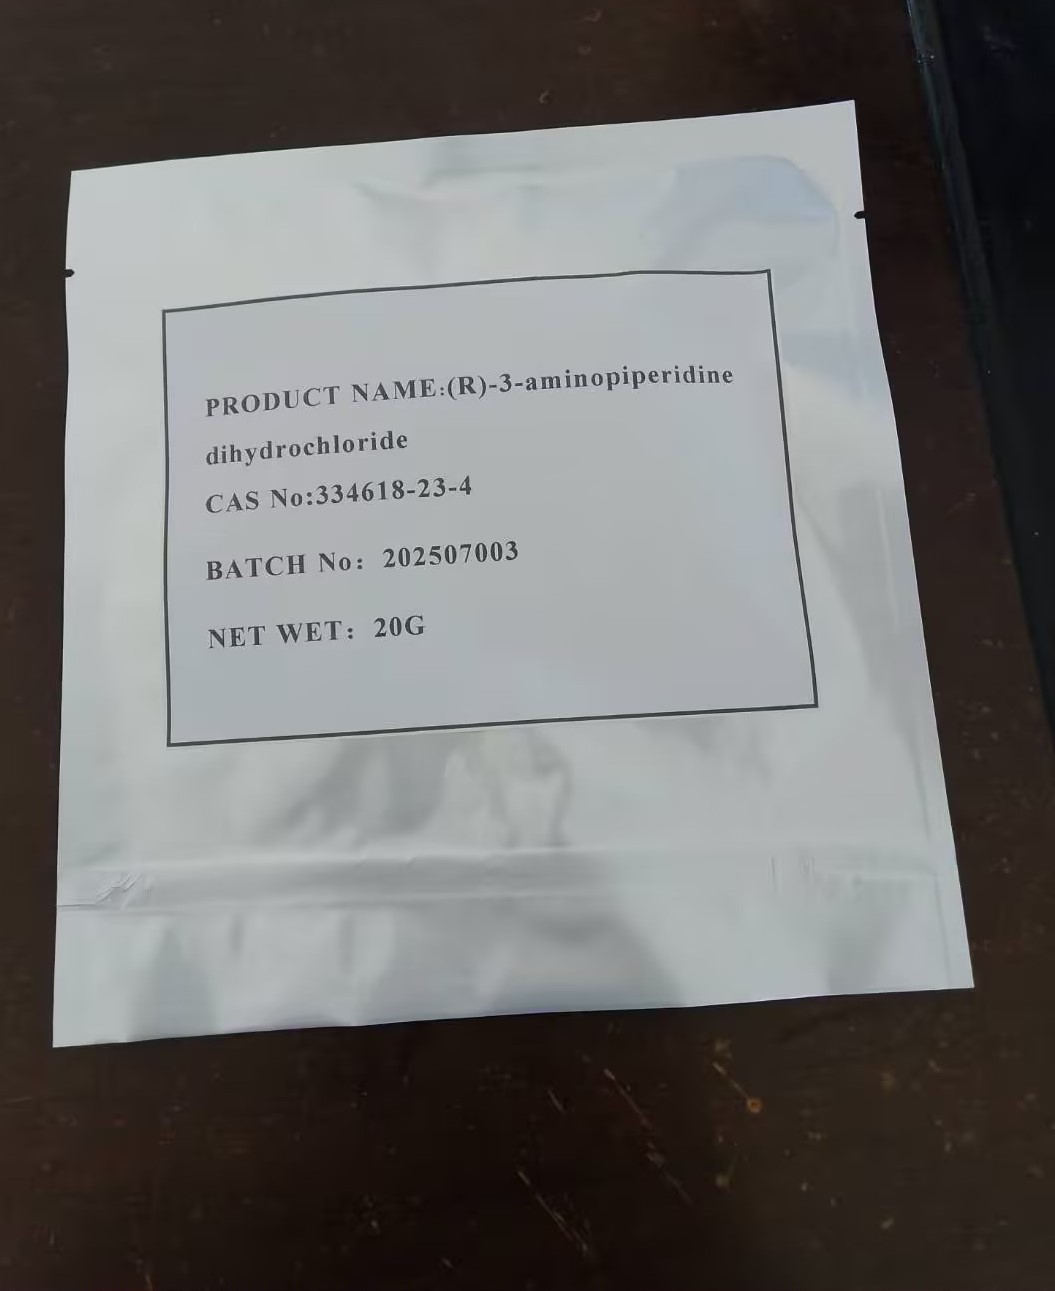 PRODUCT NAME:(R)-3-aminopiperidine
dihydrochloride
CAS No:334618-23-4
BATCH No: 202507003
NET WET: 20G